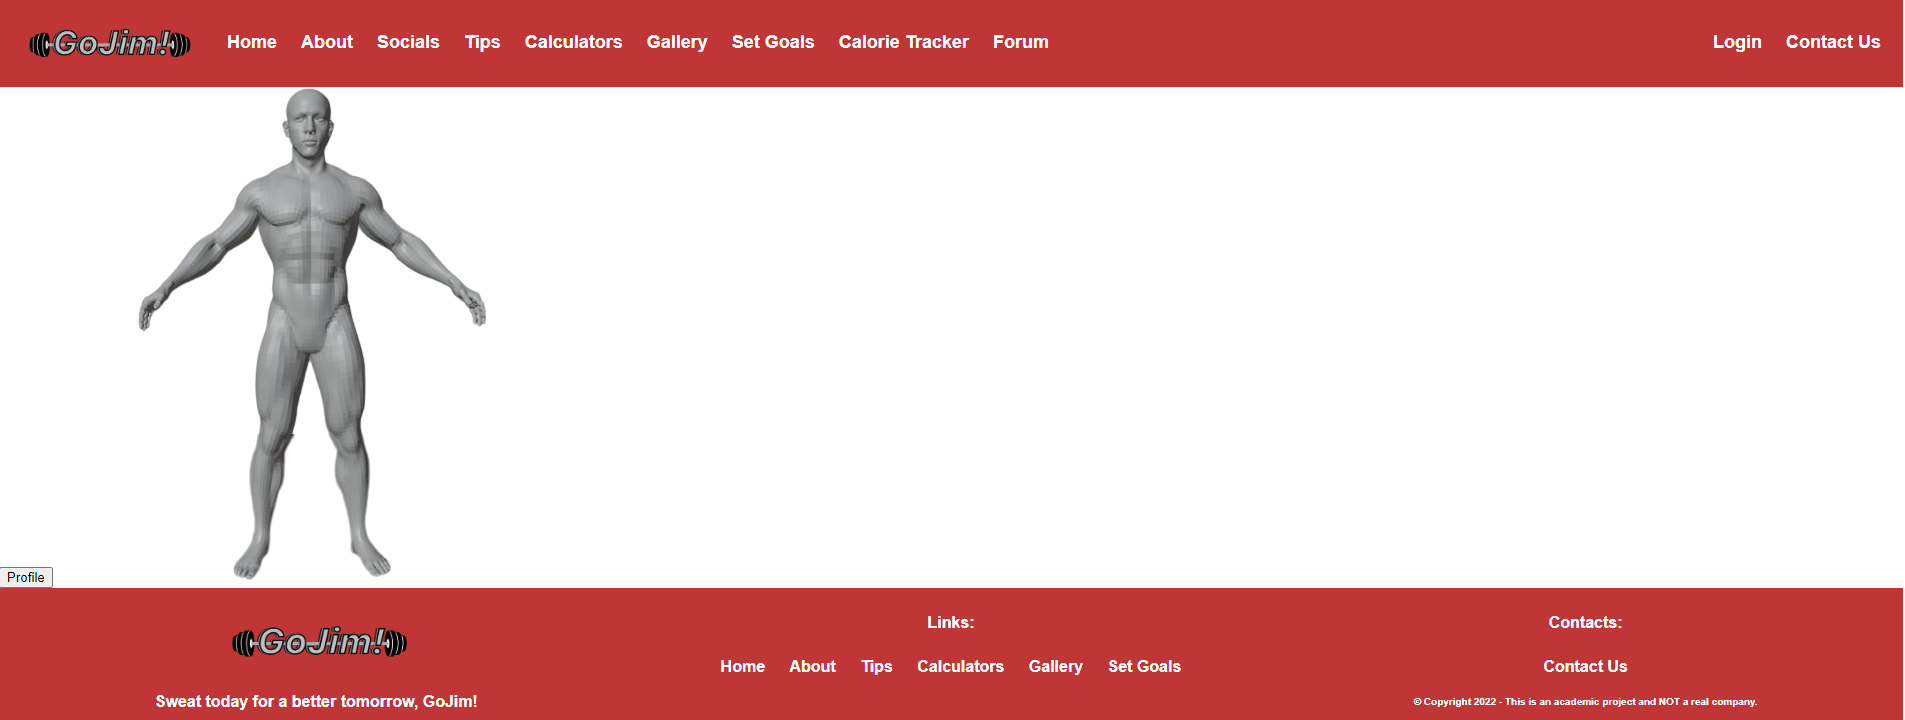 GoJim! Home About Socials Tips Calculators Gallery Set Goals Calorie Tracker Forum Login Contact Us
Profile
GoJim!
Sweat today for a better tomorrow, GoJim!
Links:
Home About Tips Calculators Gallery Set Goals
Contacts:
Contact Us
© Copyright 2022 - This is an academic project and NOT a real company.